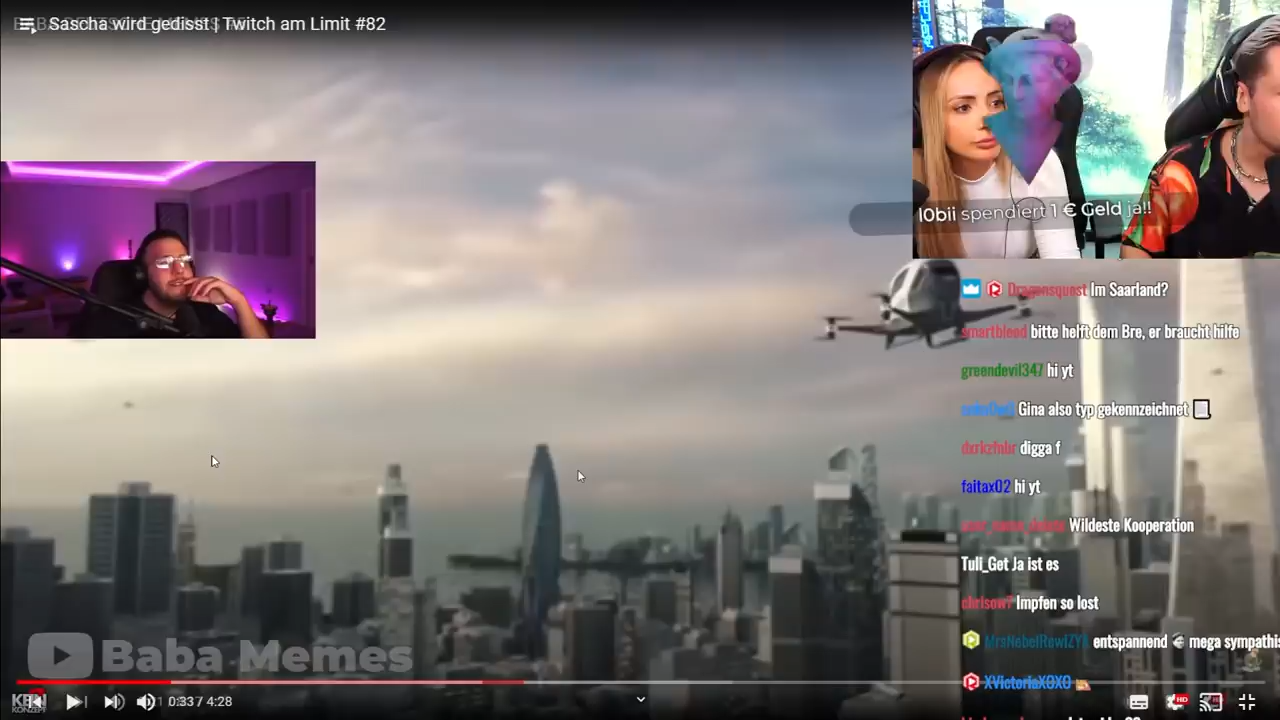 Sascha wird gedisst | Twitch am Limit #82
l0bii spendiert 1 € Geld ja!!
Dragonsquest Im Saarland?
smartblood bitte helft dem Bre, er braucht hilfe
greendevil347 hi yt
Gina also typ gekennzeichnet
digga f
faitax02 hi yt
Wildeste Kooperation
Tuli_Get Ja ist es
Impfen so lost
entspannend mega sympathis
XVictoriaXOXO
Baba Memes
0:33 / 4:28
HD